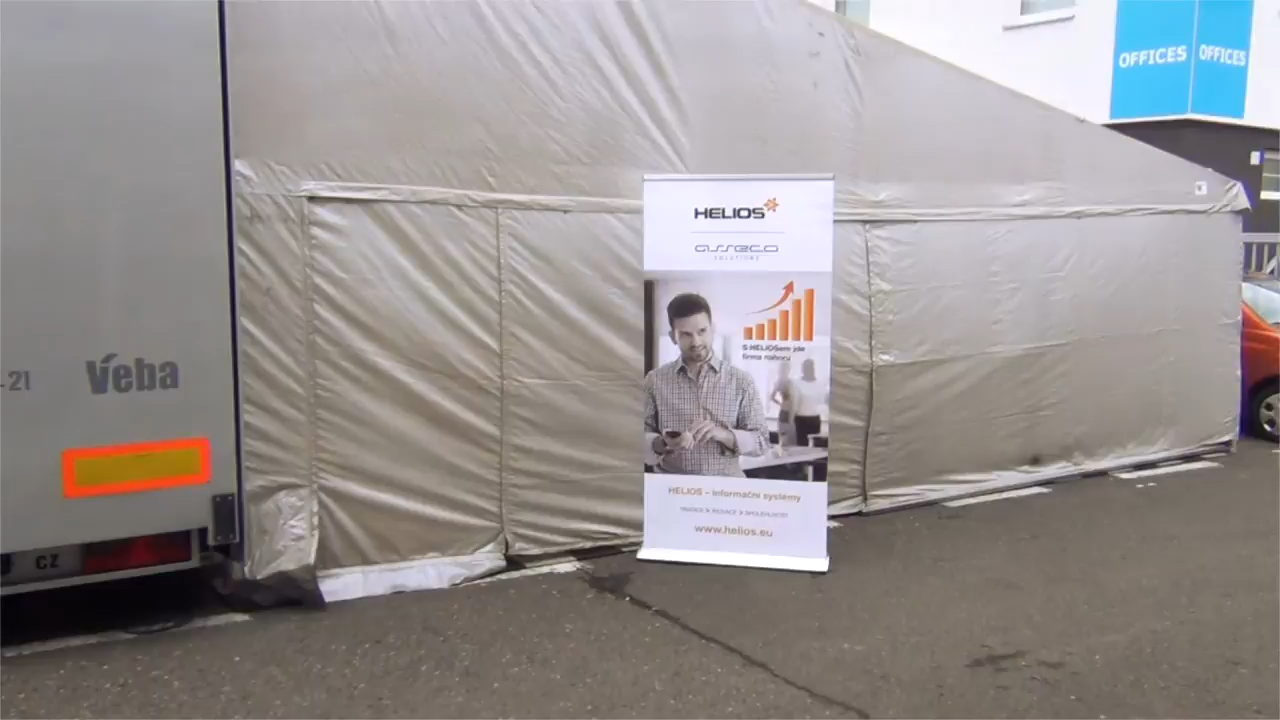 OFFICES OFFICES
HELIOS
asseco
SOLUTIONS
S HELIOSem jde
firma nahoru
-21
Veba
HELIOS – informační systémy
www.helios.eu
CZ